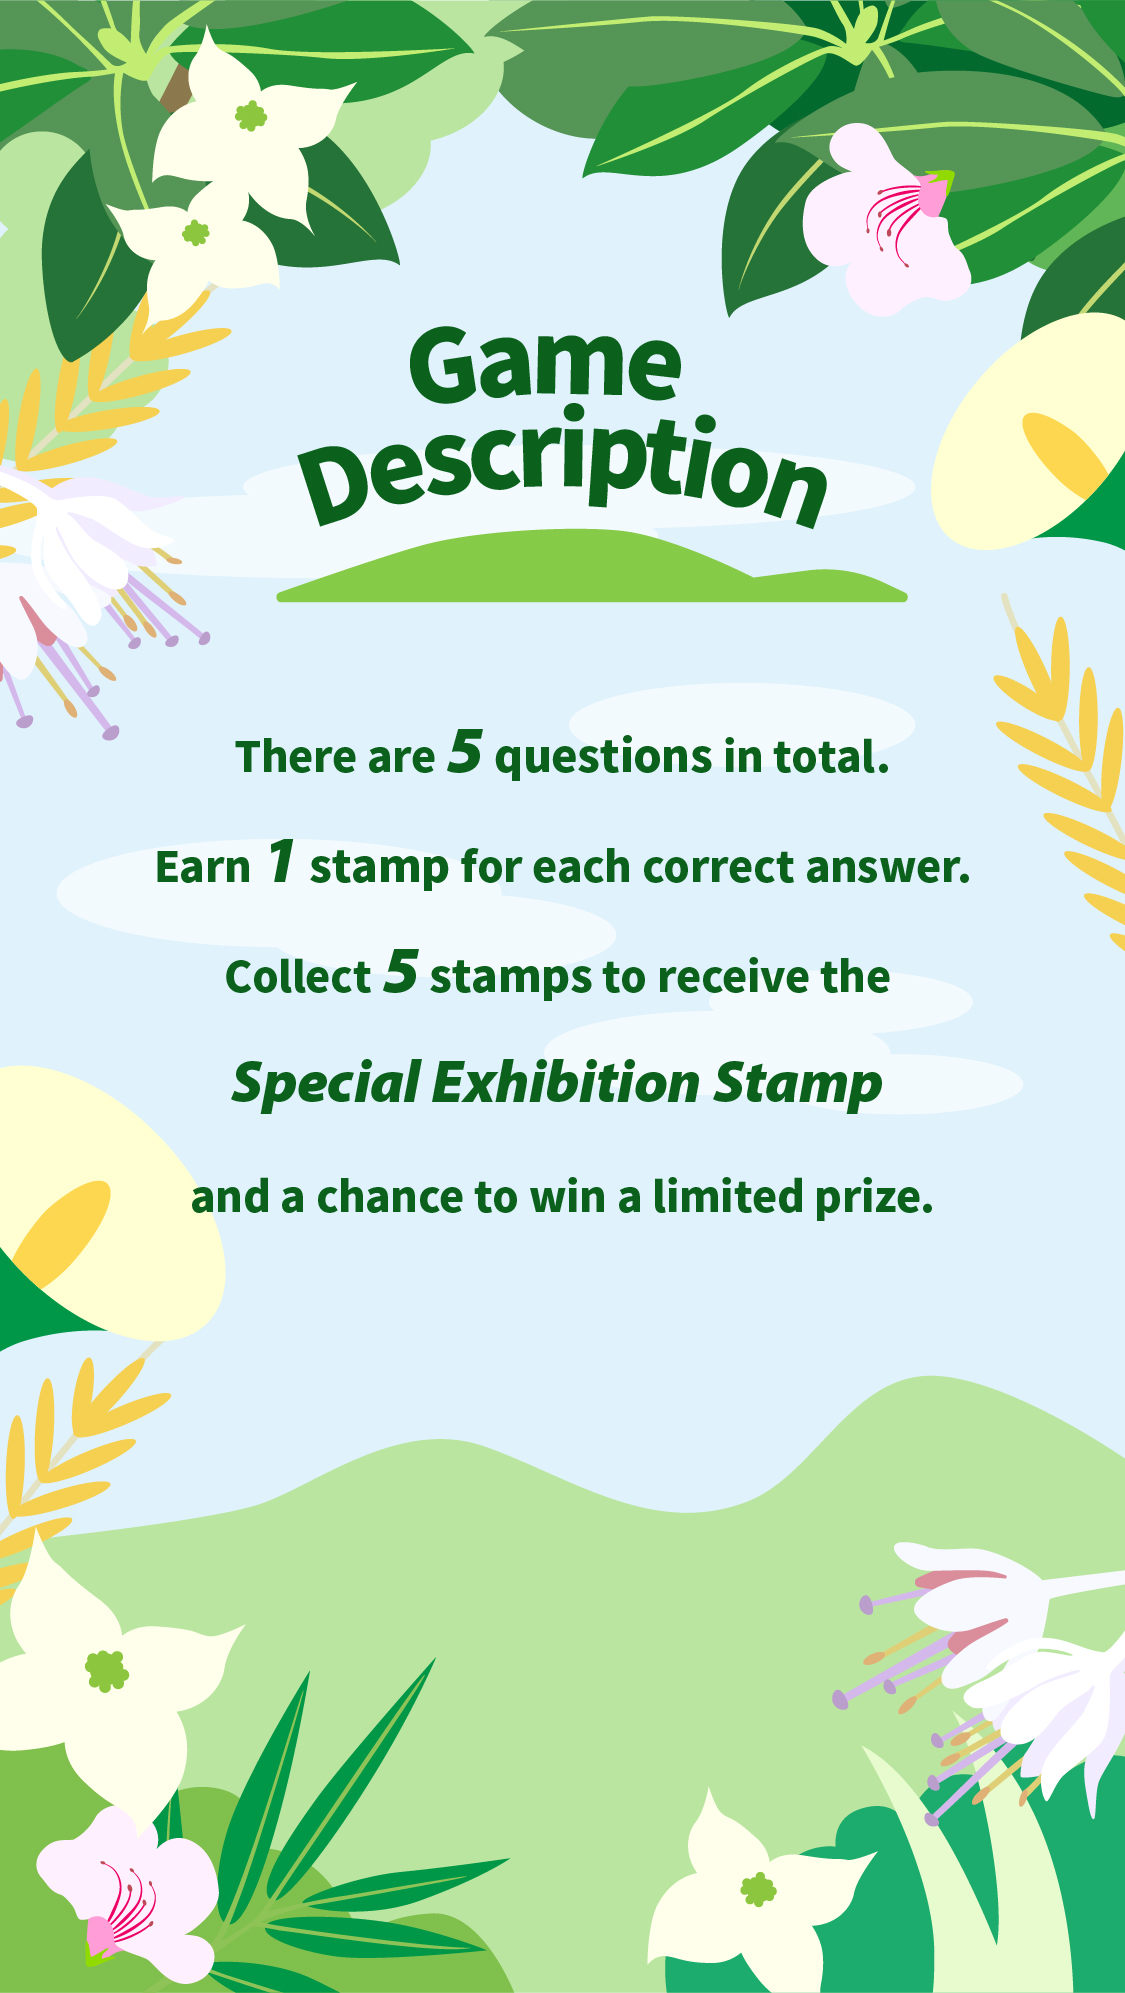 Game
Description
There are 5 questions in total.
Earn 1 stamp for each correct answer.
Collect 5 stamps to receive the
Special Exhibition Stamp
and a chance to win a limited prize.